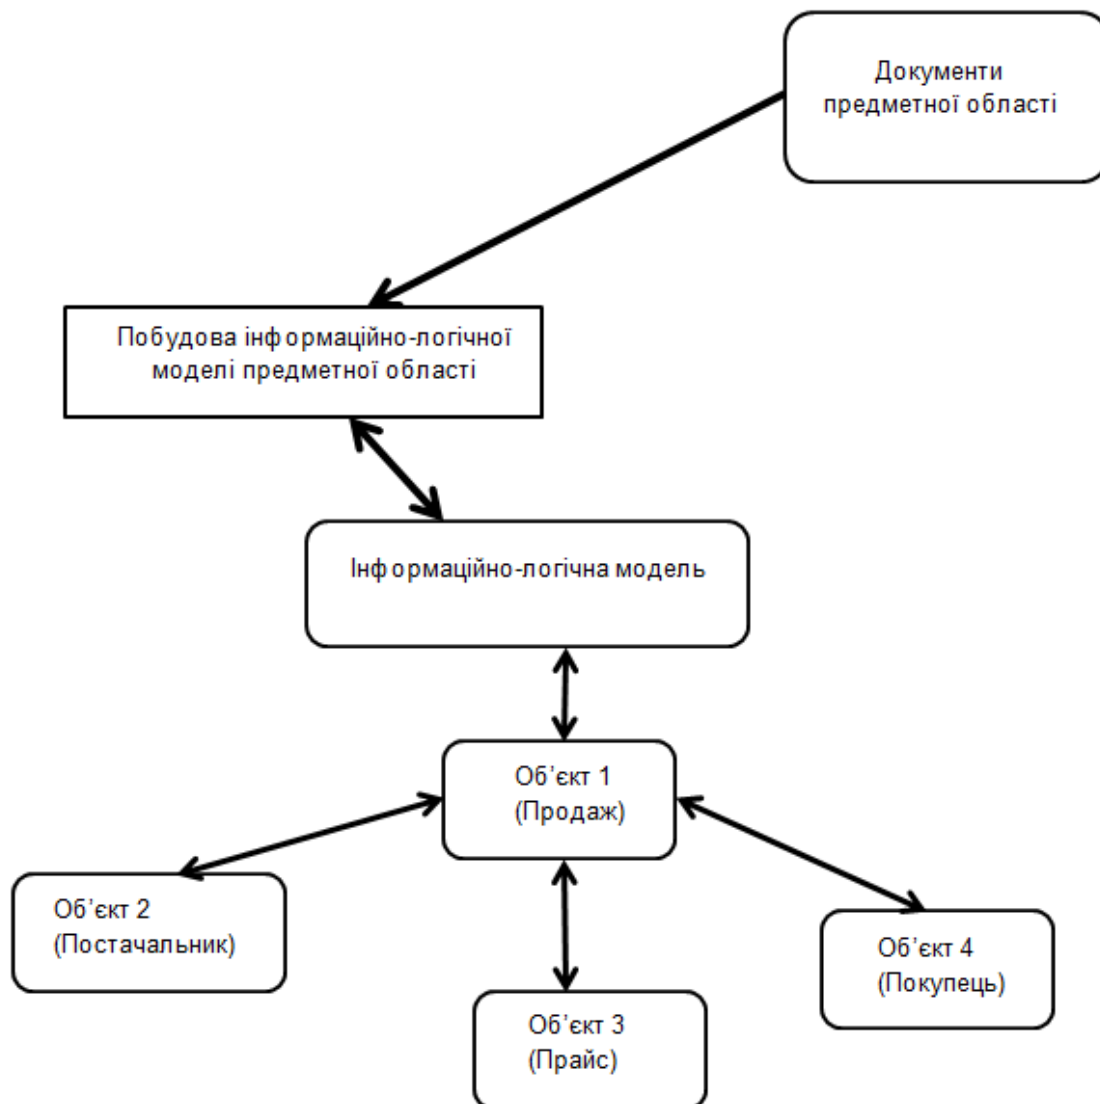 Документи
предметної області
Побудова інформаційно-логічної
моделі предметної області
Інформаційно-логічна модель
Об’єкт 1
(Продаж)
Об’єкт 2
(Постачальник)
Об’єкт 4
(Покупець)
Об’єкт 3
(Прайс)